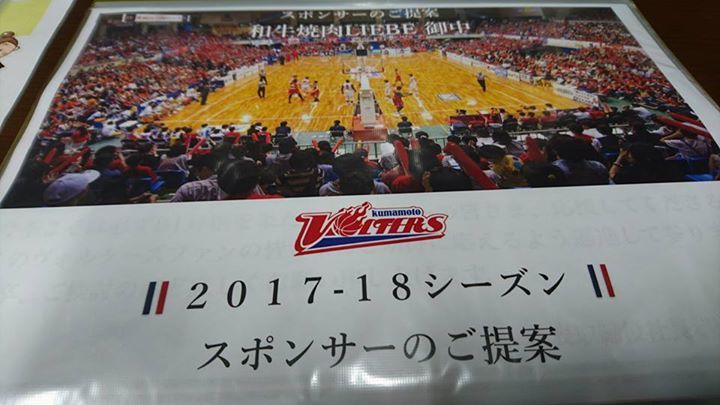 スポンサーのご提案
和牛焼肉LIEBE 御中
kumamoto
VOLTERS
2017-18シーズン
スポンサーのご提案